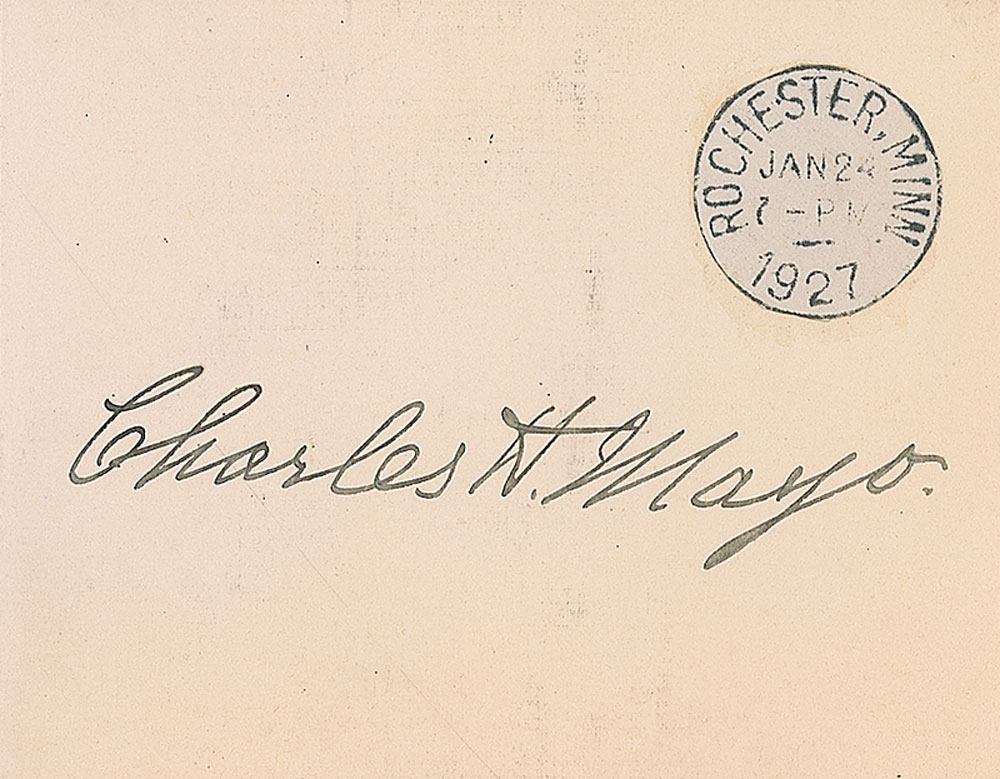 ROCHESTER, MINN
JAN 24
7-PM
1927
Charles H. Mayo.